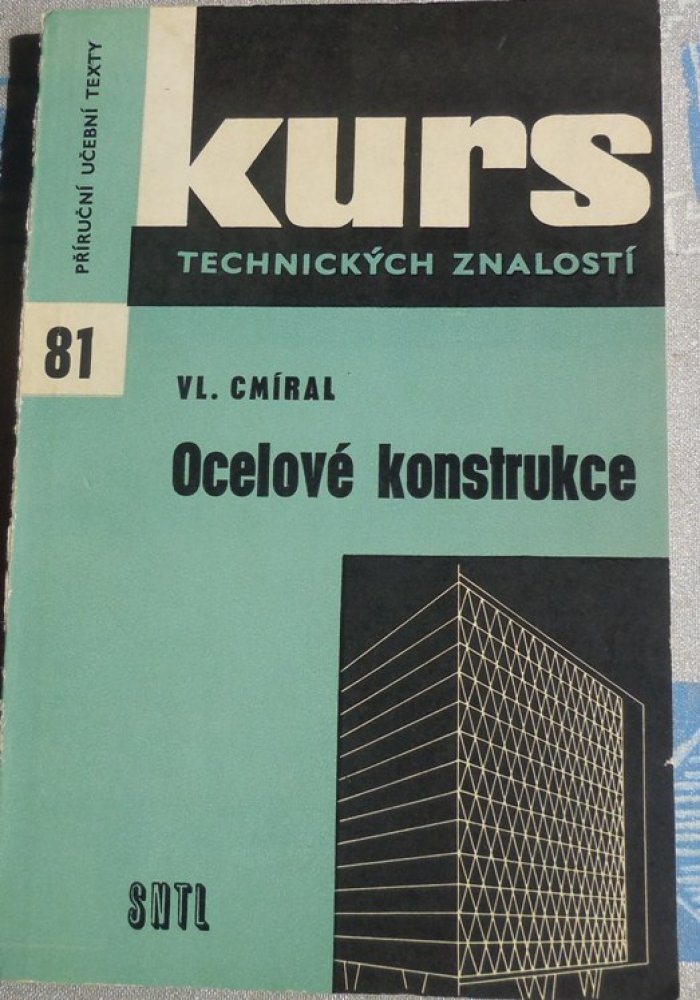 PŘÍRUČNÍ UČEBNÍ TEXTY
kurs
TECHNICKÝCH ZNALOSTÍ
81
VL. CMÍRAL
Ocelové konstrukce
SNTL